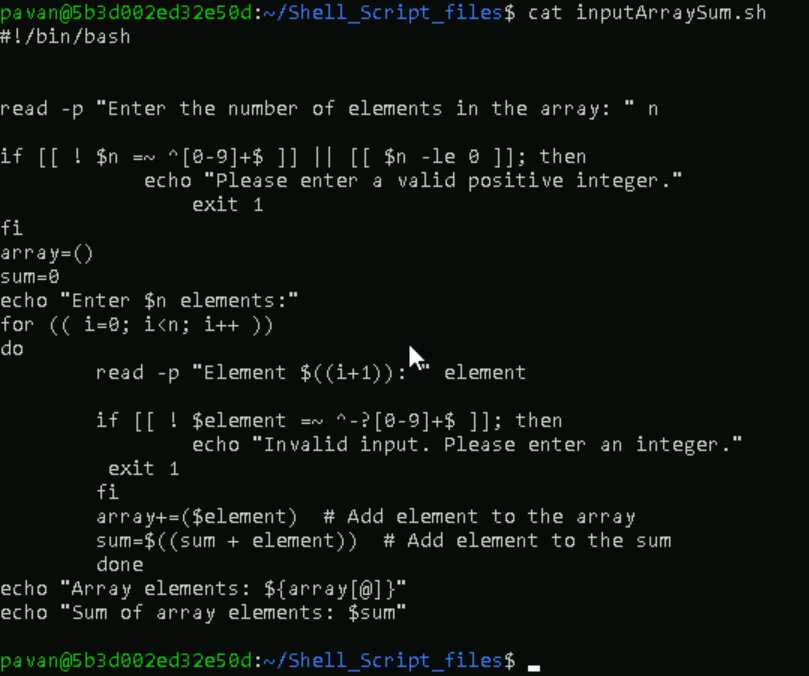 pavan@5b3d002ed32e50d:~/Shell_Script_files$ cat inputArraySum.sh
#!/bin/bash
read -p "Enter the number of elements in the array: " n
if [[ ! $n =~ ^[0-9]+$ ]] || [[ $n -le 0 ]]; then
echo "Please enter a valid positive integer."
exit 1
fi
array=()
sum=0
echo "Enter $n elements:"
for (( i=0; i<n; i++ ))
do
read -p "Element $((i+1)): " element
if [[ ! $element =~ ^-?[0-9]+$ ]]; then
echo "Invalid input. Please enter an integer."
exit 1
fi
array+=($element)  # Add element to the array
sum=$((sum + element))  # Add element to the sum
done
echo "Array elements: ${array[@]}"
echo "Sum of array elements: $sum"
pavan@5b3d002ed32e50d:~/Shell_Script_files$